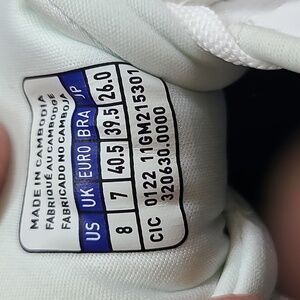 MADE IN CAMBODIA
FABRIQUÉ AU CAMBODGE
FABRICADO NO CAMBOJA
US UK EURO BRA JP
8 7 40.5 39.5 26.0
CIC 0122 11GM215301
320630.0000